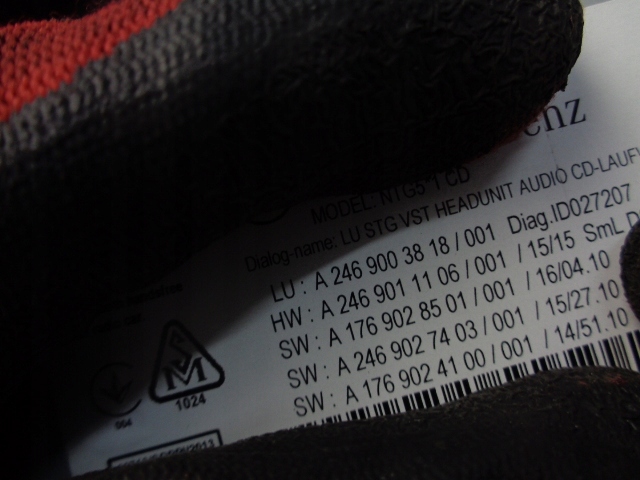 enz
MODEL: NTG5*1 CD
Dialog-name: LU STG VST HEADUNIT AUDIO CD-LAUFW
LU : A 246 900 38 18 / 001 Diag.ID027207
HW : A 246 901 11 06 / 001 / 15/15 SmL D
SW : A 176 902 85 01 / 001 / 16/04.10
SW : A 246 902 74 03 / 001 / 15/27.10
SW : A 176 902 41 00 / 001 / 14/51.10
M
1024
004